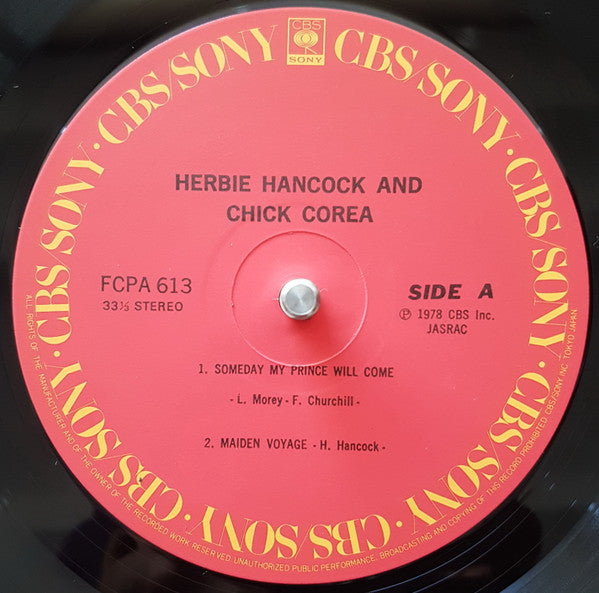 CBS
SONY
CBS/SONY · CBS/SONY · CBS/SONY · CBS/SONY · CBS/SONY · CBS/SONY · CBS/SONY · CBS/SONY
HERBIE HANCOCK AND
CHICK COREA
FCPA 613
33⅓ STEREO
SIDE A
Ⓟ 1978 CBS Inc.
JASRAC
1. SOMEDAY MY PRINCE WILL COME
- L. Morey - F. Churchill -
2. MAIDEN VOYAGE - H. Hancock -
ALL RIGHTS OF THE MANUFACTURER AND OF THE OWNER OF THE RECORDED WORK RESERVED. UNAUTHORIZED PUBLIC PERFORMANCE, BROADCASTING AND COPYING OF THIS RECORD PROHIBITED. CBS/SONY INC. TOKYO JAPAN